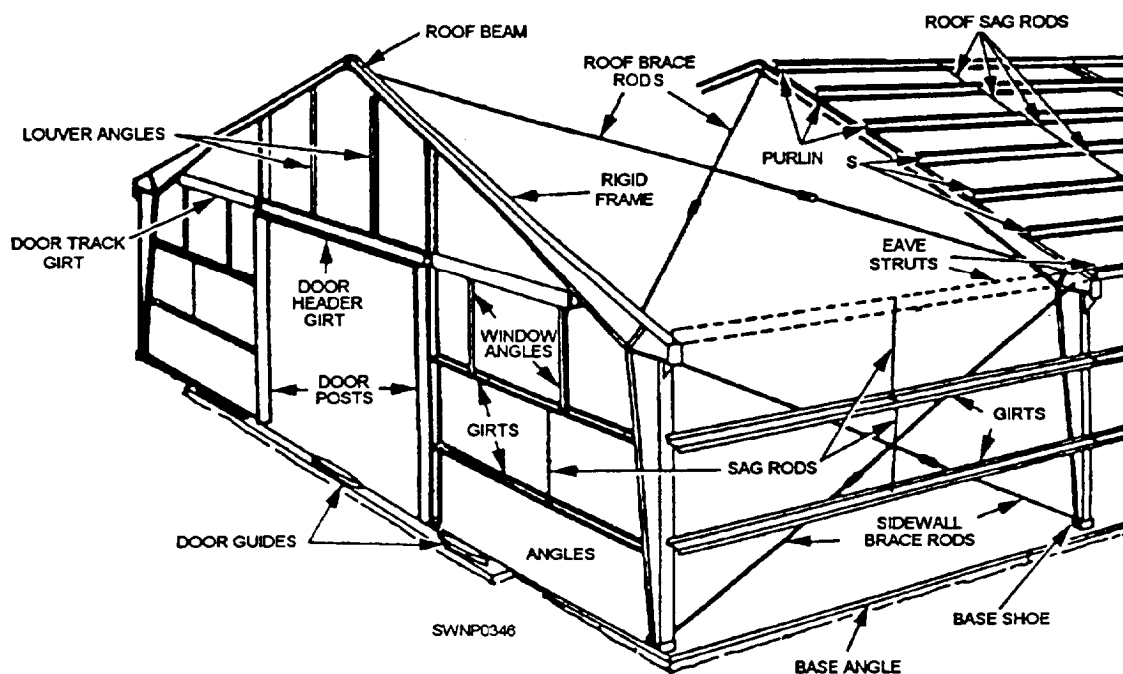 ROOF BEAM
ROOF SAG RODS
ROOF BRACE
RODS
LOUVER ANGLES
PURLIN
S
RIGID
FRAME
DOOR TRACK
GIRT
EAVE
STRUTS
DOOR
HEADER
GIRT
WINDOW
ANGLES
DOOR
POSTS
GIRTS
GIRTS
SAG RODS
SIDEWALL
BRACE RODS
DOOR GUIDES
ANGLES
BASE SHOE
SWNP0346
BASE ANGLE